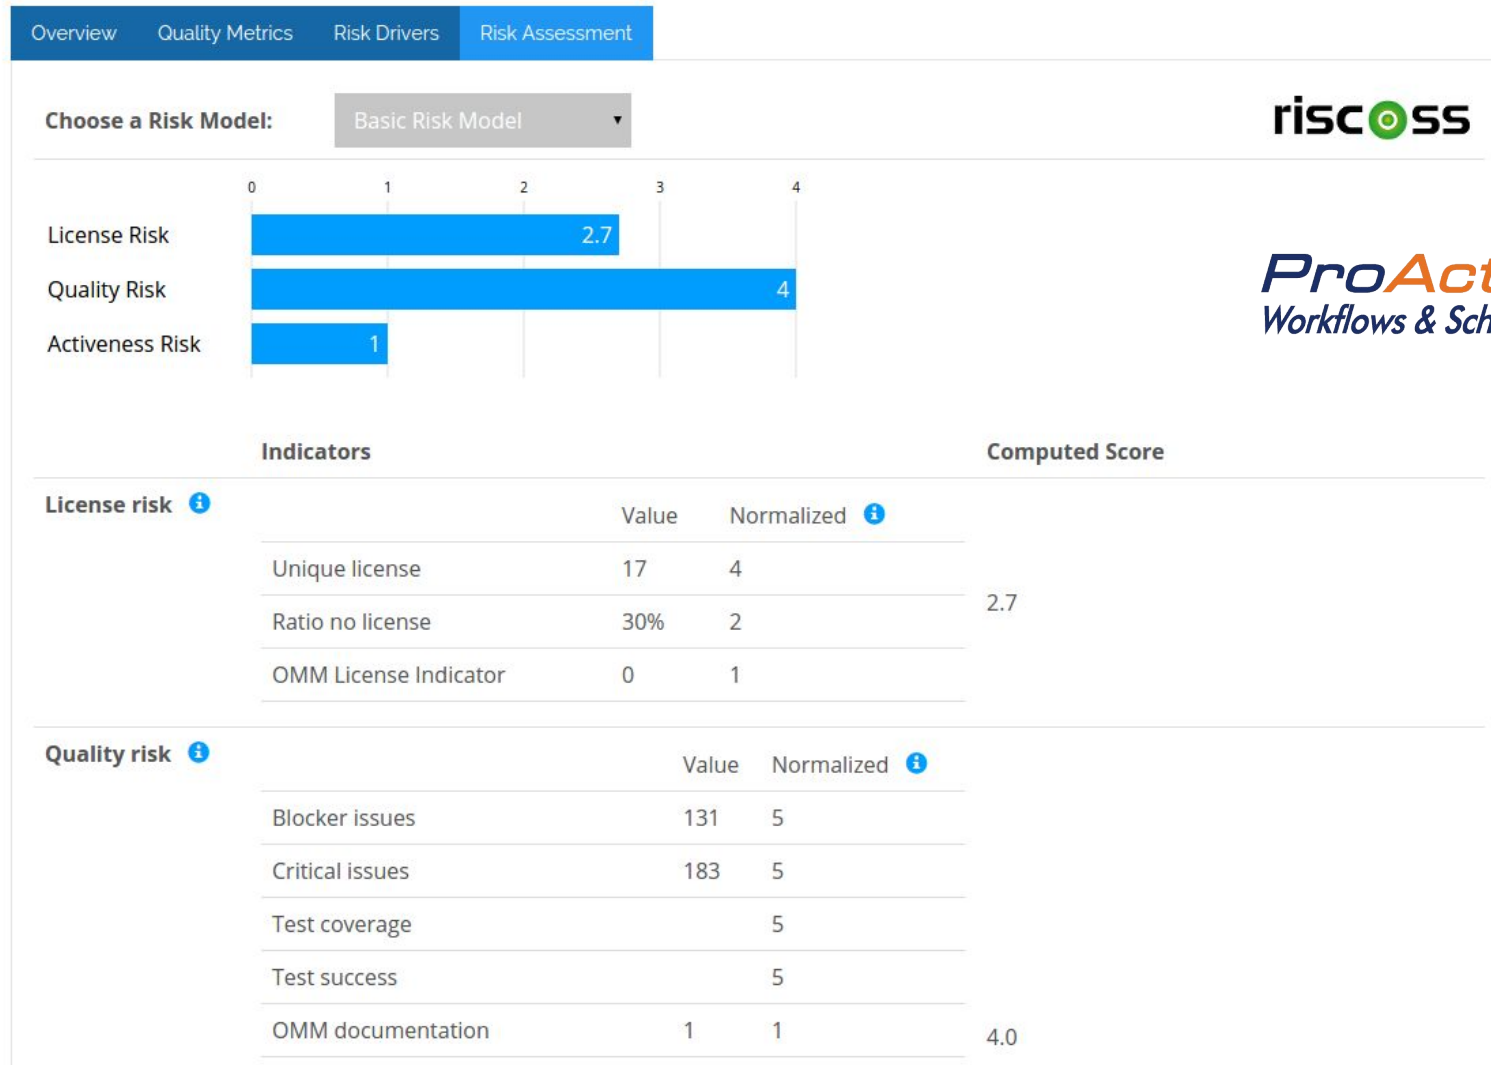 Overview Quality Metrics Risk Drivers Risk Assessment
Choose a Risk Model: Basic Risk Model
riscoss
0 1 2 3 4
License Risk 2.7
Quality Risk 4
ProAct
Workflows & Sch
Activeness Risk 1
Indicators Computed Score
License risk
Value Normalized
Unique license 17 4
Ratio no license 30% 2
2.7
OMM License Indicator 0 1
Quality risk
Value Normalized
Blocker issues 131 5
Critical issues 183 5
Test coverage 5
Test success 5
OMM documentation 1 1
4.0